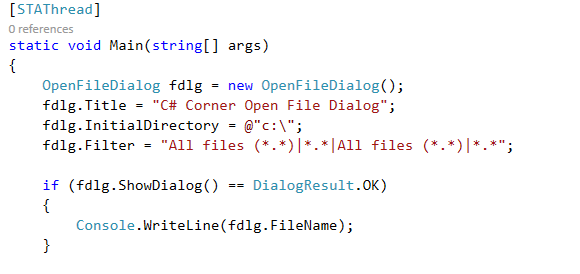 [STAThread]
0 references
static void Main(string[] args)
{
    OpenFileDialog fdlg = new OpenFileDialog();
    fdlg.Title = "C# Corner Open File Dialog";
    fdlg.InitialDirectory = @"c:\";
    fdlg.Filter = "All files (*.*)|*.*|All files (*.*)|*.*";

    if (fdlg.ShowDialog() == DialogResult.OK)
    {
        Console.WriteLine(fdlg.FileName);
    }